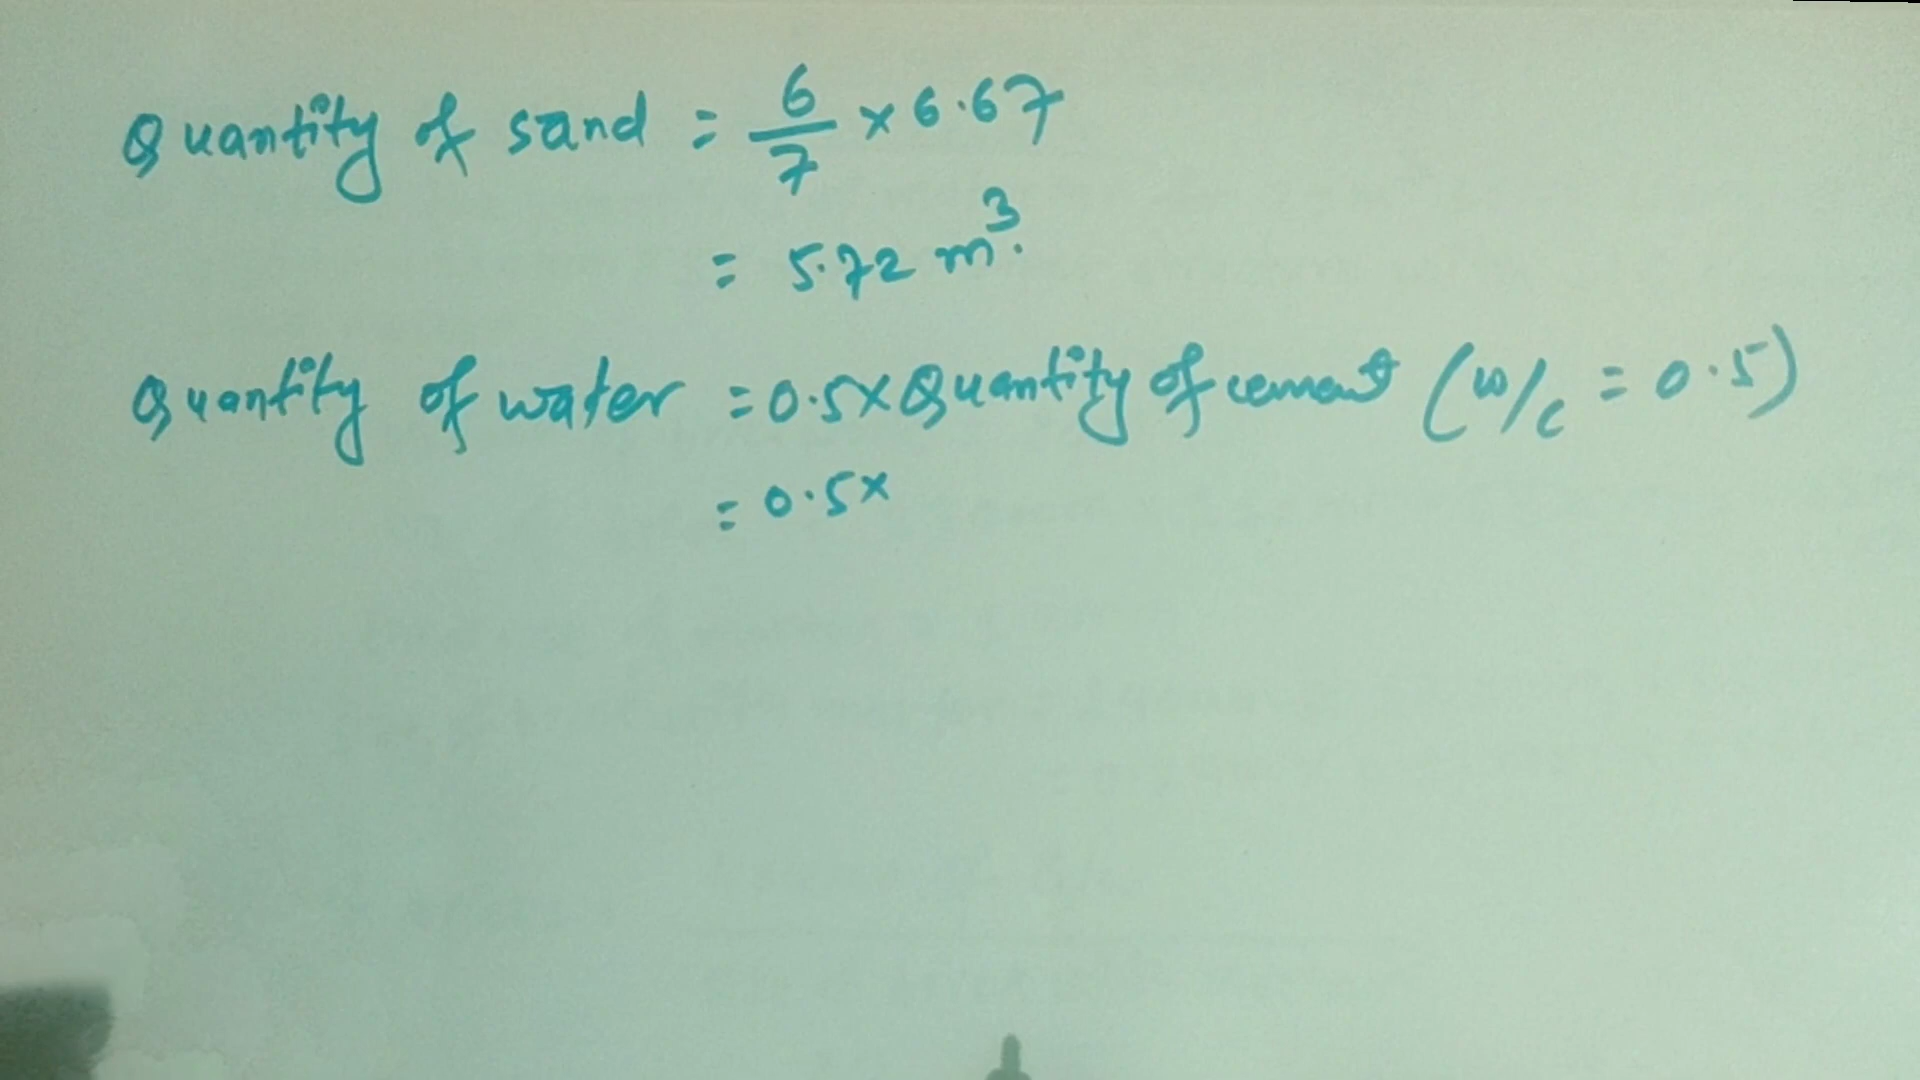 Quantity of sand = 6/7 × 6.67
= 5.72 m³.
Quantity of water = 0.5 × Quantity of cement (w/c = 0.5)
= 0.5 ×